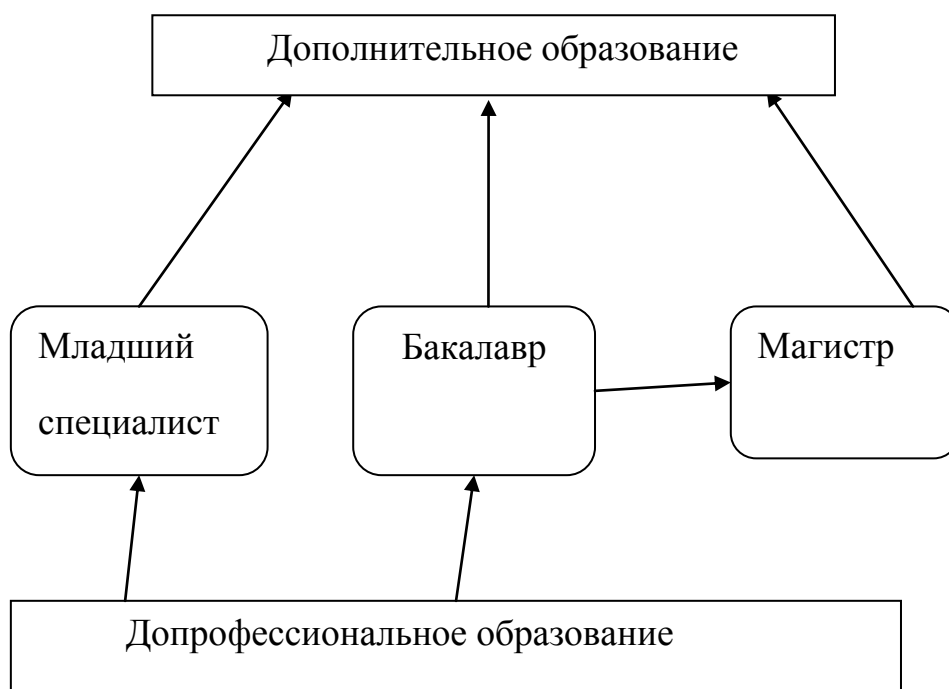 Дополнительное образование
Младший
специалист
Бакалавр
Магистр
Допрофессиональное образование